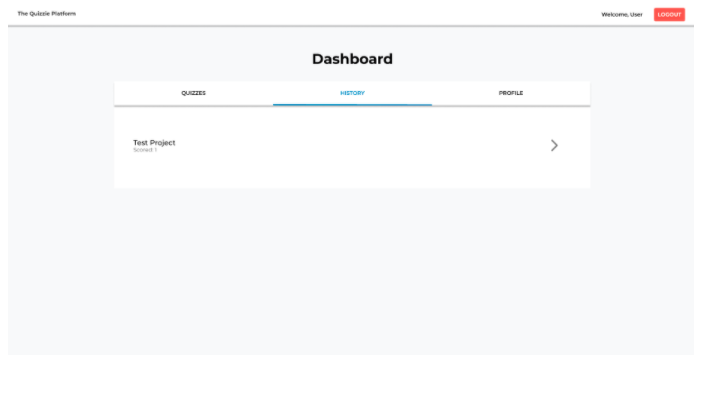 The Quizzie Platform
Welcome, User
LOGOUT
Dashboard
QUIZZES
HISTORY
PROFILE
Test Project
Scored: 1